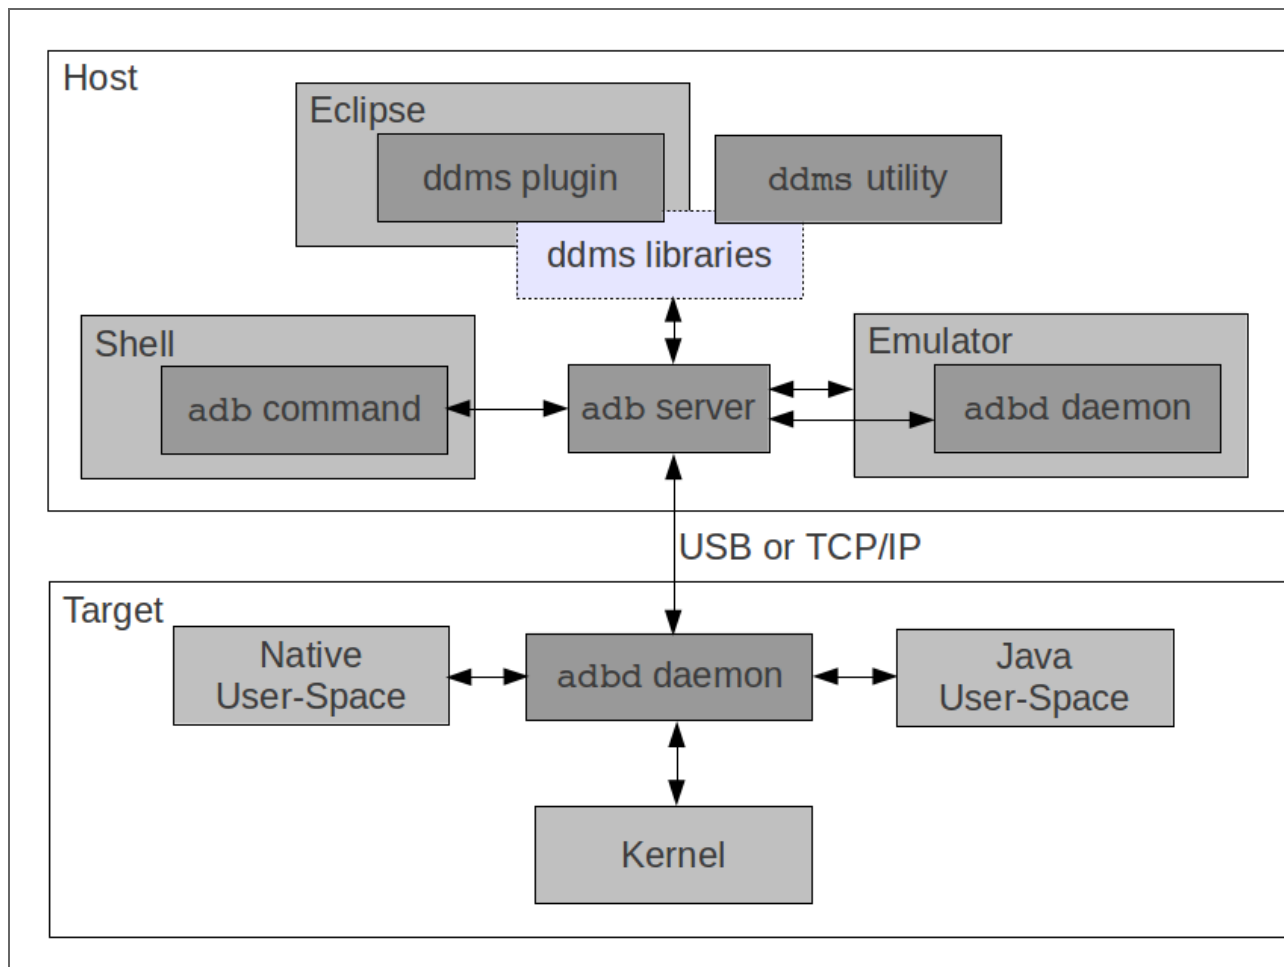 Host
Eclipse
ddms plugin
ddms utility
ddms libraries
Shell
adb command
adb server
Emulator
adbd daemon
USB or TCP/IP
Target
Native
User-Space
adbd daemon
Java
User-Space
Kernel